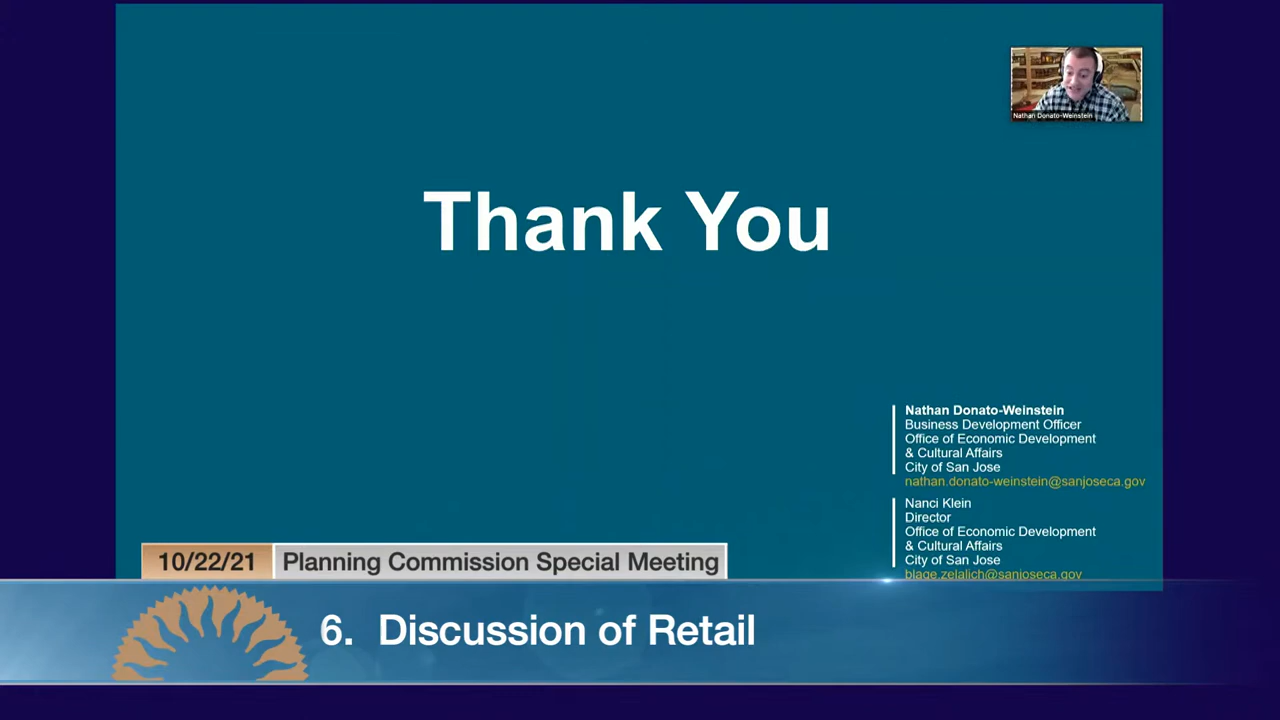 Nathan Donato-Weinstein
Thank You
Nathan Donato-Weinstein
Business Development Officer
Office of Economic Development
& Cultural Affairs
City of San Jose
nathan.donato-weinstein@sanjoseca.gov
Nanci Klein
Director
Office of Economic Development
& Cultural Affairs
City of San Jose
blage.zelalich@sanjoseca.gov
10/22/21 Planning Commission Special Meeting
6. Discussion of Retail